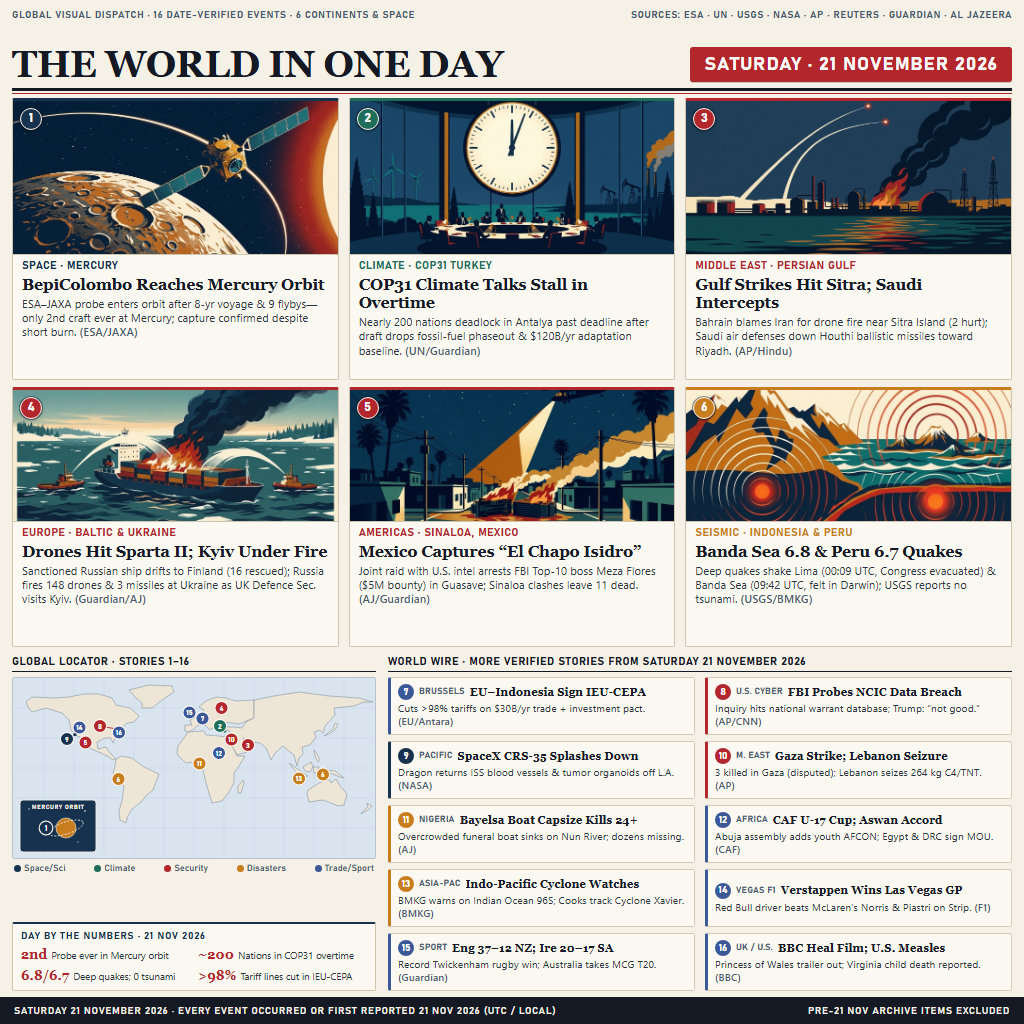 GLOBAL VISUAL DISPATCH · 16 DATE-VERIFIED EVENTS · 6 CONTINENTS & SPACE
SOURCES: ESA · UN · USGS · NASA · AP · REUTERS · GUARDIAN · AL JAZEERA
THE WORLD IN ONE DAY
SATURDAY · 21 NOVEMBER 2026
1
SPACE · MERCURY
BepiColombo Reaches Mercury Orbit
ESA–JAXA probe enters orbit after 8-yr voyage & 9 flybys—
only 2nd craft ever at Mercury; capture confirmed despite
short burn. (ESA/JAXA)
2
CLIMATE · COP31 TURKEY
COP31 Climate Talks Stall in
Overtime
Nearly 200 nations deadlock in Antalya past deadline after
draft drops fossil-fuel phaseout & $120B/yr adaptation
baseline. (UN/Guardian)
3
MIDDLE EAST · PERSIAN GULF
Gulf Strikes Hit Sitra; Saudi
Intercepts
Bahrain blames Iran for drone fire near Sitra Island (2 hurt);
Saudi air defenses down Houthi ballistic missiles toward
Riyadh. (AP/Hindu)
4
EUROPE · BALTIC & UKRAINE
Drones Hit Sparta II; Kyiv Under Fire
Sanctioned Russian ship drifts to Finland (16 rescued); Russia
fires 148 drones & 3 missiles at Ukraine as UK Defence Sec.
visits Kyiv. (Guardian/AJ)
5
AMERICAS · SINALOA, MEXICO
Mexico Captures “El Chapo Isidro”
Joint raid with U.S. intel arrests FBI Top-10 boss Meza Flores
($5M bounty) in Guasave; Sinaloa clashes leave 11 dead.
(AJ/Guardian)
6
SEISMIC · INDONESIA & PERU
Banda Sea 6.8 & Peru 6.7 Quakes
Deep quakes shake Lima (00:09 UTC, Congress evacuated) &
Banda Sea (09:42 UTC, felt in Darwin); USGS reports no
tsunami. (USGS/BMKG)
GLOBAL LOCATOR · STORIES 1–16
15
7
4
14
8
16
2
9
5
10
3
12
11
6
13
6
MERCURY ORBIT
1
Space/Sci
Climate
Security
Disasters
Trade/Sport
DAY BY THE NUMBERS · 21 NOV 2026
2nd Probe ever in Mercury orbit
~200 Nations in COP31 overtime
6.8/6.7 Deep quakes; 0 tsunami
>98% Tariff lines cut in IEU-CEPA
WORLD WIRE · MORE VERIFIED STORIES FROM SATURDAY 21 NOVEMBER 2026
7 BRUSSELS EU–Indonesia Sign IEU-CEPA
Cuts >98% tariffs on $30B/yr trade + investment pact.
(EU/Antara)
8 U.S. CYBER FBI Probes NCIC Data Breach
Inquiry hits national warrant database; Trump: “not good.”
(AP/CNN)
9 PACIFIC SpaceX CRS-35 Splashes Down
Dragon returns ISS blood vessels & tumor organoids off L.A.
(NASA)
10 M. EAST Gaza Strike; Lebanon Seizure
3 killed in Gaza (disputed); Lebanon seizes 264 kg C4/TNT.
(AP)
11 NIGERIA Bayelsa Boat Capsize Kills 24+
Overcrowded funeral boat sinks on Nun River; dozens missing.
(AJ)
12 AFRICA CAF U-17 Cup; Aswan Accord
Abuja assembly adds youth AFCON; Egypt & DRC sign MOU.
(CAF)
13 ASIA-PAC Indo-Pacific Cyclone Watches
BMKG warns on Indian Ocean 96S; Cooks track Cyclone Xavier.
(BMKG)
14 VEGAS F1 Verstappen Wins Las Vegas GP
Red Bull driver beats McLaren's Norris & Piastri on Strip. (F1)
15 SPORT Eng 37–12 NZ; Ire 20–17 SA
Record Twickenham rugby win; Australia takes MCG T20.
(Guardian)
16 UK / U.S. BBC Heal Film; U.S. Measles
Princess of Wales trailer out; Virginia child death reported.
(BBC)
SATURDAY 21 NOVEMBER 2026 · EVERY EVENT OCCURRED OR FIRST REPORTED 21 NOV 2026 (UTC / LOCAL)
PRE-21 NOV ARCHIVE ITEMS EXCLUDED